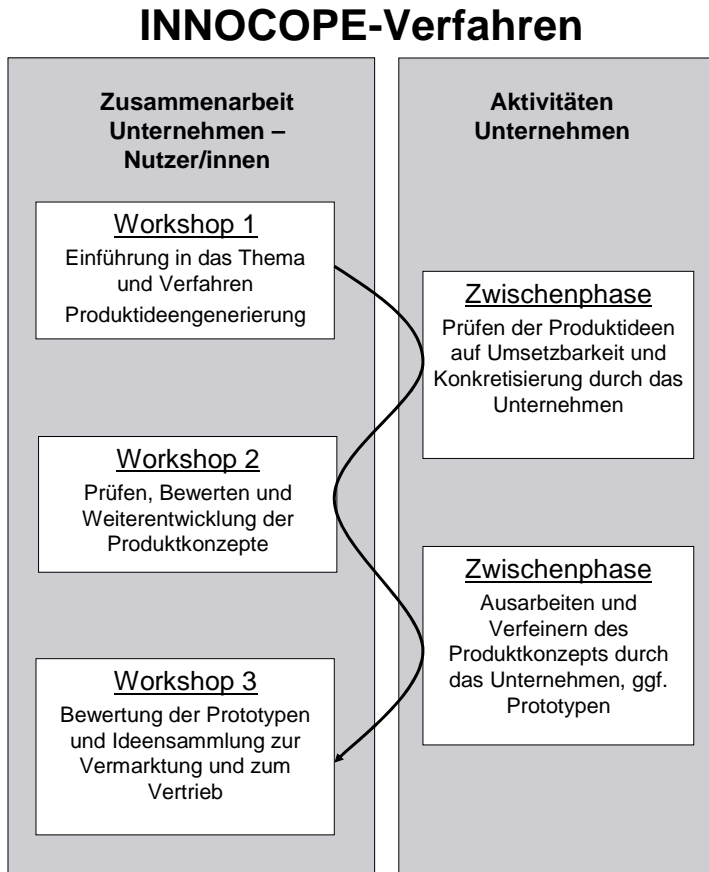 INNOCOPE-Verfahren
Zusammenarbeit
Unternehmen –
Nutzer/innen
Workshop 1
Einführung in das Thema
und Verfahren
Produktideengenerierung
Workshop 2
Prüfen, Bewerten und
Weiterentwicklung der
Produktkonzepte
Workshop 3
Bewertung der Prototypen
und Ideensammlung zur
Vermarktung und zum
Vertrieb
Aktivitäten
Unternehmen
Zwischenphase
Prüfen der Produktideen
auf Umsetzbarkeit und
Konkretisierung durch das
Unternehmen
Zwischenphase
Ausarbeiten und
Verfeinern des
Produktkonzepts durch
das Unternehmen, ggf.
Prototypen